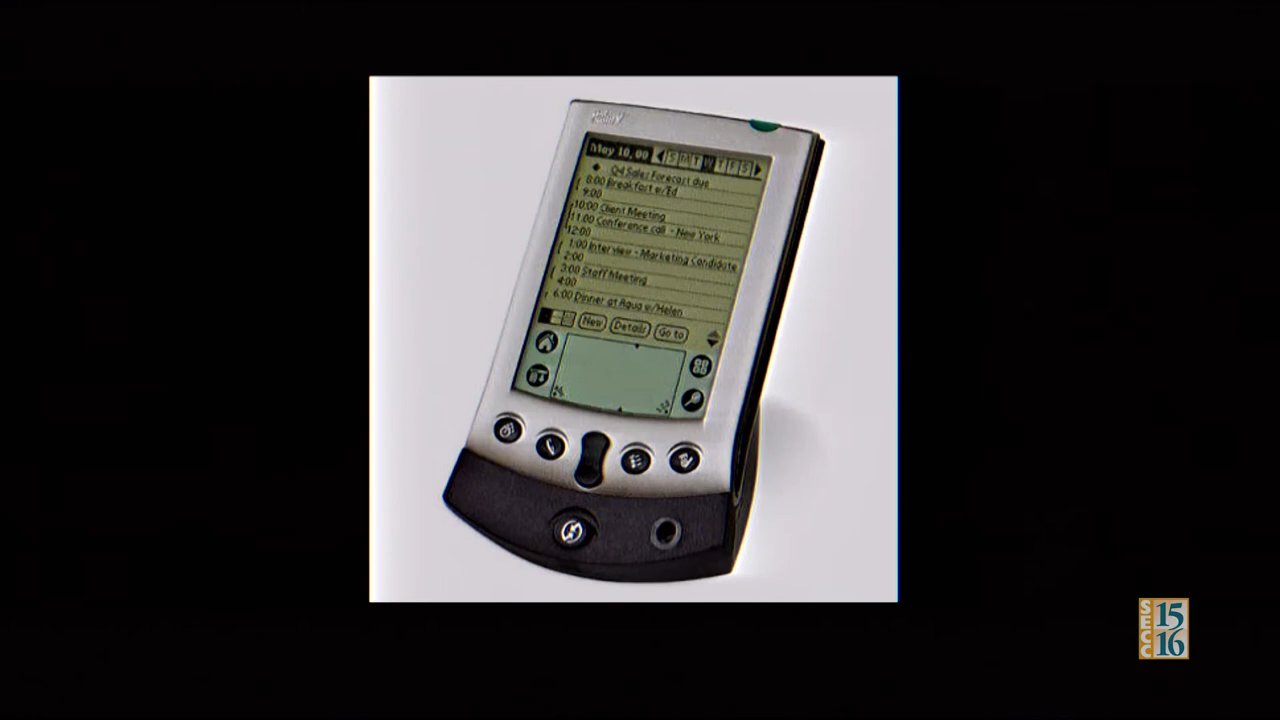 May 10, 00 S M T W T F S
Q4 Sales Forecast due
8:00 Breakfast w/Ed
9:00
10:00 Client Meeting
11:00 Conference call - New York
12:00
1:00 Interview - Marketing Candidate
2:00
3:00 Staff Meeting
4:00
6:00 Dinner at Aqua w/Helen
New Details Go to
SECC
15
16